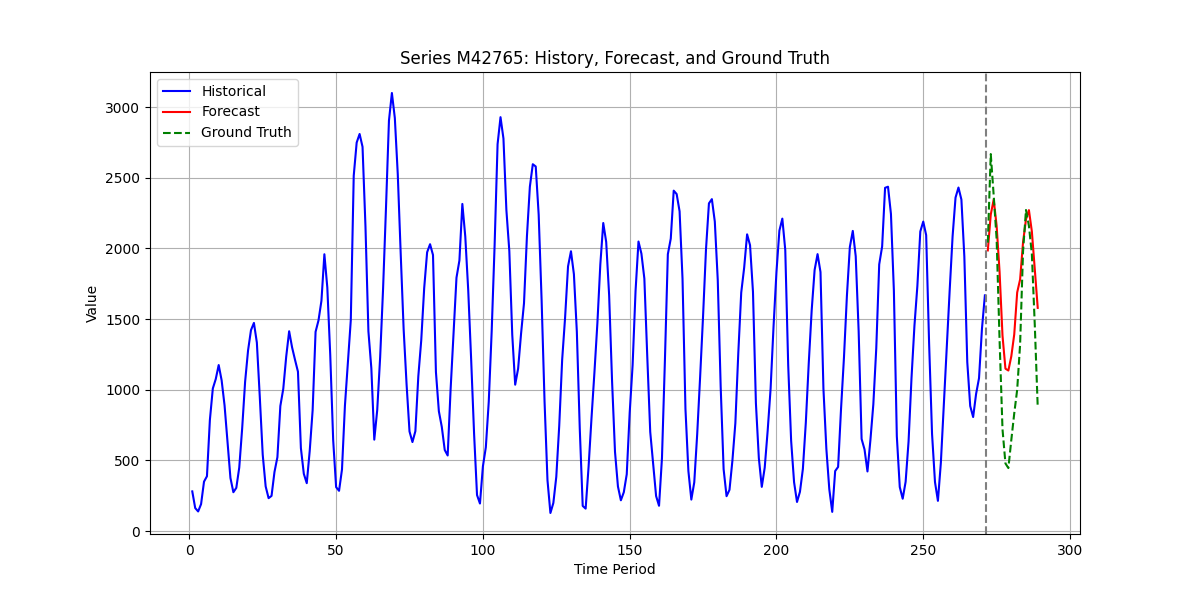 Series M42765: History, Forecast, and Ground Truth
Historical
Forecast
Ground Truth
3000
2500
2000
1500
1000
500
0
Value
0 50 100 150 200 250 300
Time Period